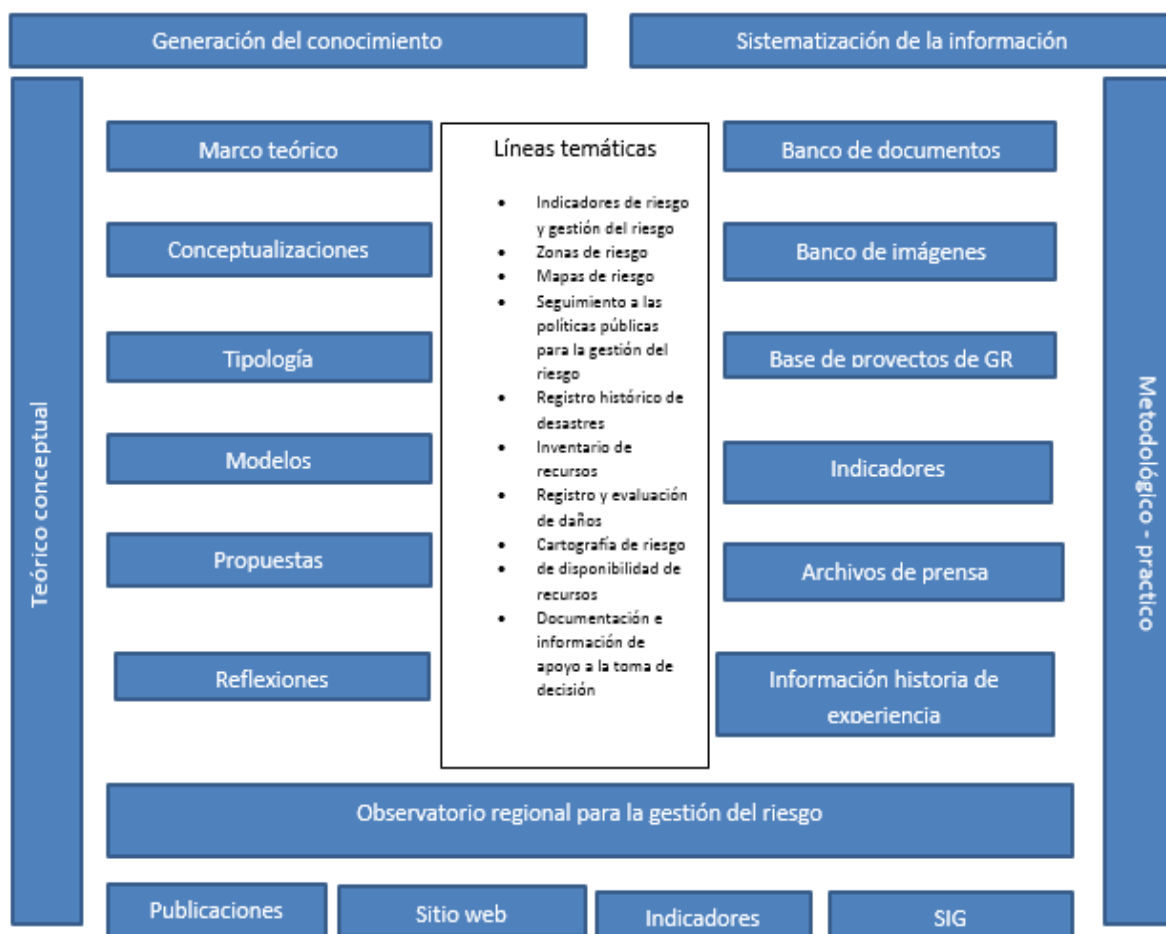 Generación del conocimiento
Sistematización de la información
Teórico conceptual
Marco teórico
Conceptualizaciones
Tipología
Modelos
Propuestas
Reflexiones
Líneas temáticas
• Indicadores de riesgo
y gestión del riesgo
• Zonas de riesgo
• Mapas de riesgo
• Seguimiento a las
políticas públicas
para la gestión del
riesgo
• Registro histórico de
desastres
• Inventario de
recursos
• Registro y evaluación
de daños
• Cartografía de riesgo
• de disponibilidad de
recursos
• Documentación e
información de
apoyo a la toma de
decisión
Banco de documentos
Banco de imágenes
Base de proyectos de GR
Indicadores
Archivos de prensa
Información historia de
experiencia
Metodológico - practico
Observatorio regional para la gestión del riesgo
Publicaciones
Sitio web
Indicadores
SIG